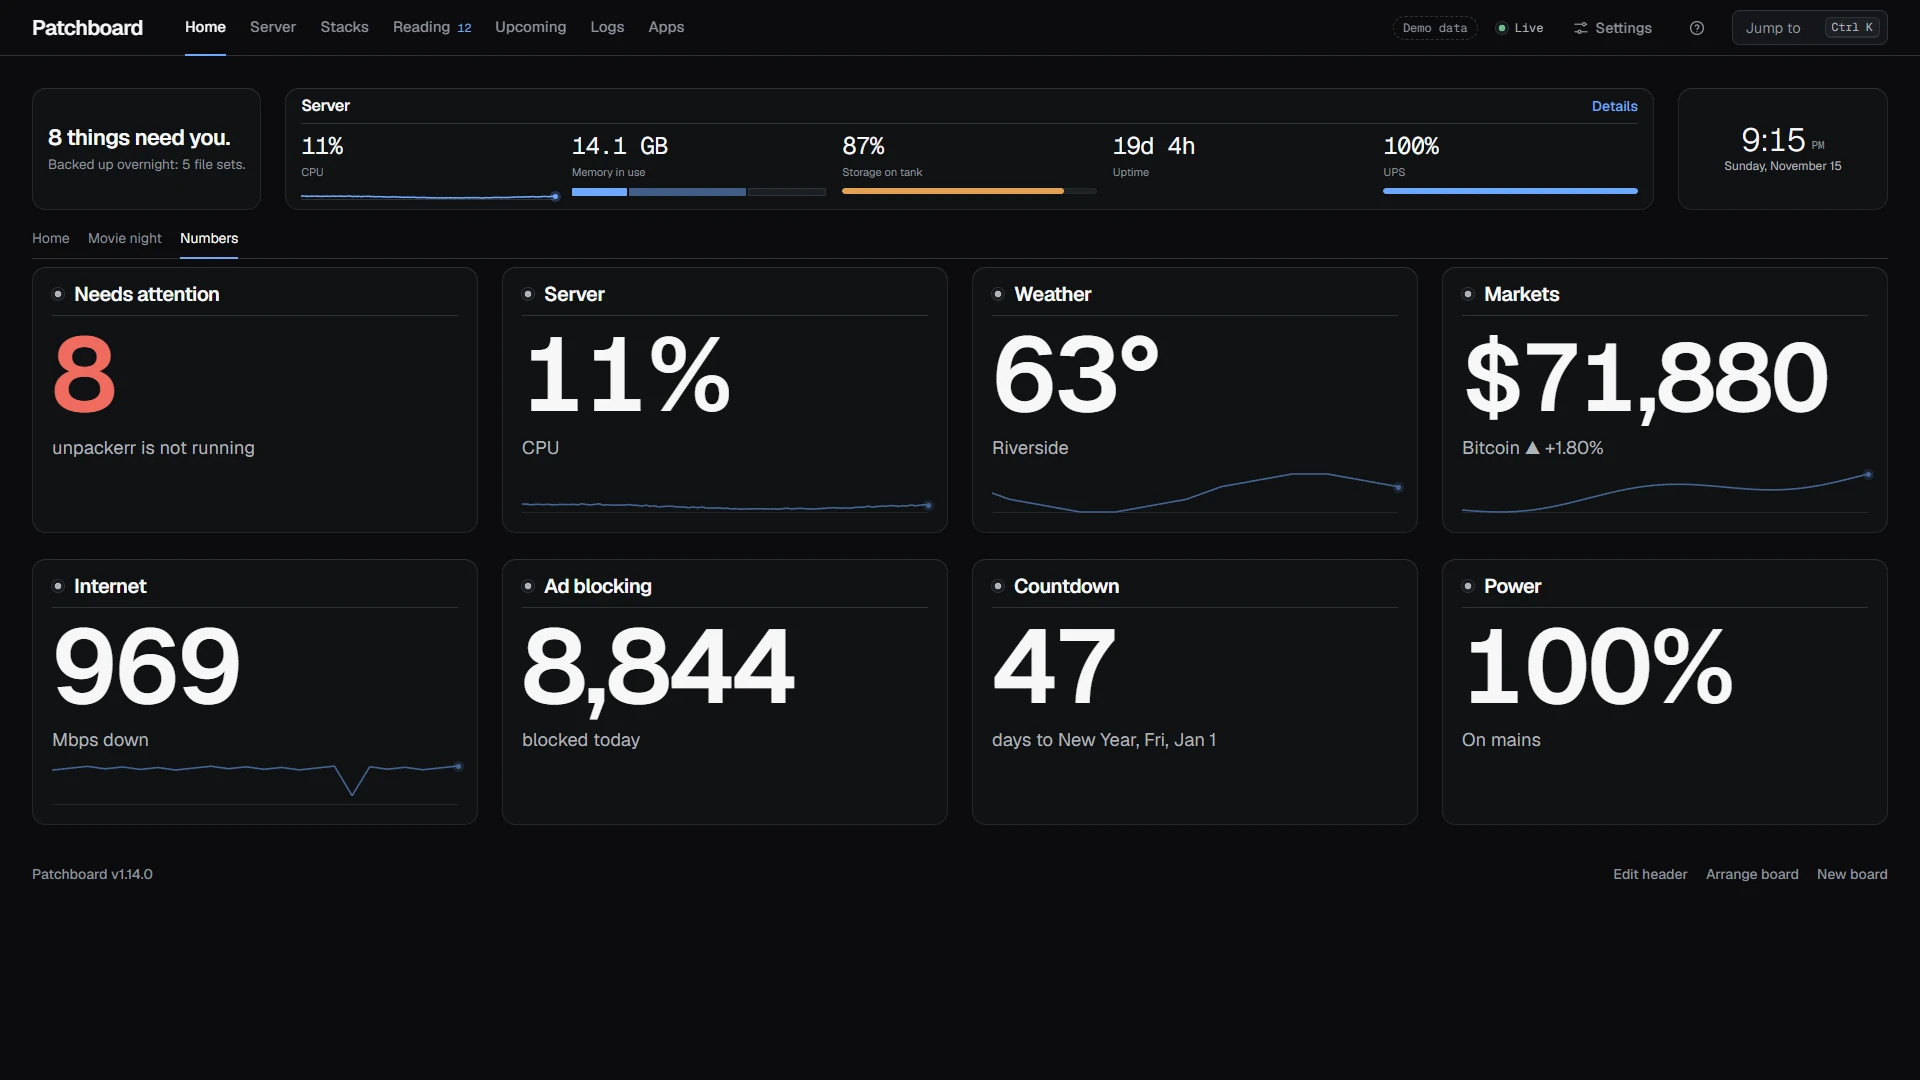 Patchboard
Home Server Stacks Reading 12 Upcoming Logs Apps
Demo data Live Settings Jump to Ctrl K
8 things need you.
Backed up overnight: 5 file sets.
Server Details
11% 14.1 GB 87% 19d 4h 100%
CPU Memory in use Storage on tank Uptime UPS
9:15 PM
Sunday, November 15
Home Movie night Numbers
Needs attention
8
unpackerr is not running
Server
11%
CPU
Weather
63°
Riverside
Markets
$71,880
Bitcoin ▲ +1.80%
Internet
969
Mbps down
Ad blocking
8,844
blocked today
Countdown
47
days to New Year, Fri, Jan 1
Power
100%
On mains
Patchboard v1.14.0
Edit header Arrange board New board